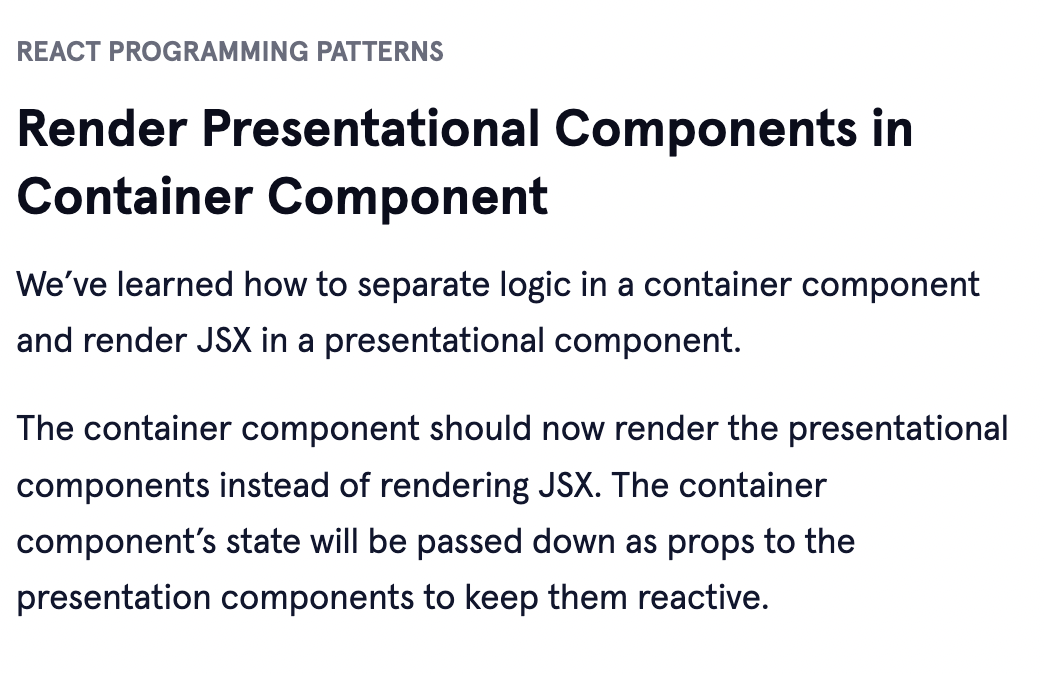 REACT PROGRAMMING PATTERNS
Render Presentational Components in
Container Component
We’ve learned how to separate logic in a container component
and render JSX in a presentational component.
The container component should now render the presentational
components instead of rendering JSX. The container
component’s state will be passed down as props to the
presentation components to keep them reactive.